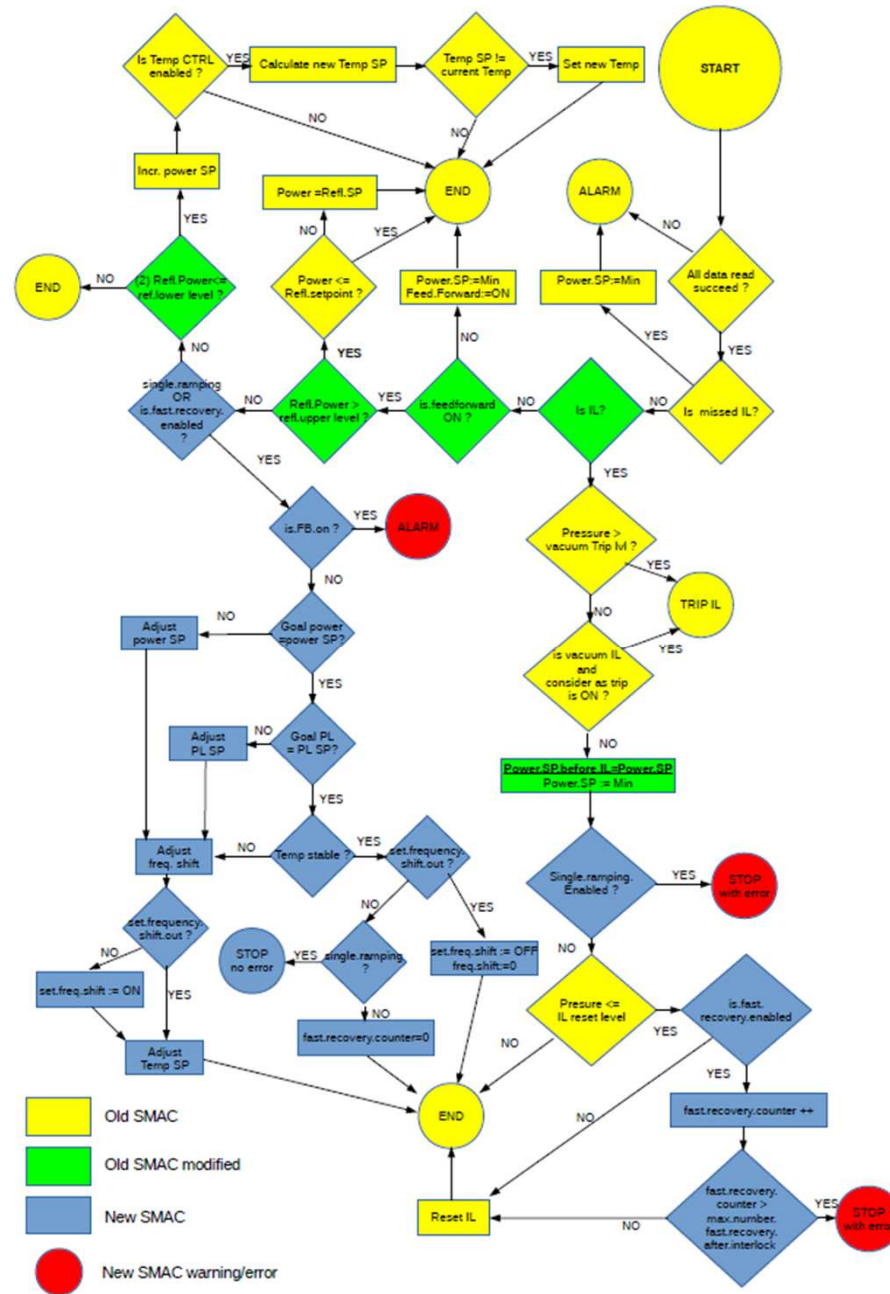 START
Is Temp CTRL
enabled ?
YES
Calculate new Temp SP
Temp SP !=
current Temp
YES
Set new Temp
NO
NO
Incr. power SP
Power =Refl.SP
END
ALARM
YES
NO
YES
NO
END
NO
(2) Refl.Power<=
ref.lower level ?
Power <=
Refl.setpoint ?
Power.SP:=Min
Feed.Forward:=ON
Power.SP:=Min
All data read
succeed ?
NO
YES
NO
YES
YES
single.ramping
OR
is.fast.recovery.
enabled
?
NO
Refl.Power >
refl.upper level ?
YES
is.feedforward
ON ?
NO
Is IL?
NO
Is missed IL?
YES
YES
is.FB.on ?
YES
ALARM
Pressure >
vacuum Trip lvl ?
YES
NO
TRIP IL
NO
Adjust
power SP
NO
Goal power
=power SP?
is vacuum IL
and
consider as trip
is ON ?
YES
YES
NO
Adjust
PL SP
NO
Goal PL
= PL SP?
Power.SP.before.IL=Power.SP
Power.SP := Min
YES
Adjust
freq. shift
NO
Temp stable ?
YES
set.frequency.
shift.out ?
Single.ramping.
Enabled ?
YES
STOP
with error
NO
YES
NO
set.frequency.
shift.out ?
NO
YES
STOP
no error
YES
single.ramping
?
set.freq.shift := OFF
freq.shift:=0
Presure <=
IL reset level
YES
is.fast.
recovery.enabled
set.freq.shift := ON
NO
fast.recovery.counter=0
NO
YES
Adjust
Temp SP
END
NO
fast.recovery.counter ++
Old SMAC
Old SMAC modified
New SMAC
New SMAC warning/error
Reset IL
NO
fast.recovery.
counter >
max.number.
fast.recovery.
after.interlock
YES
STOP
with error